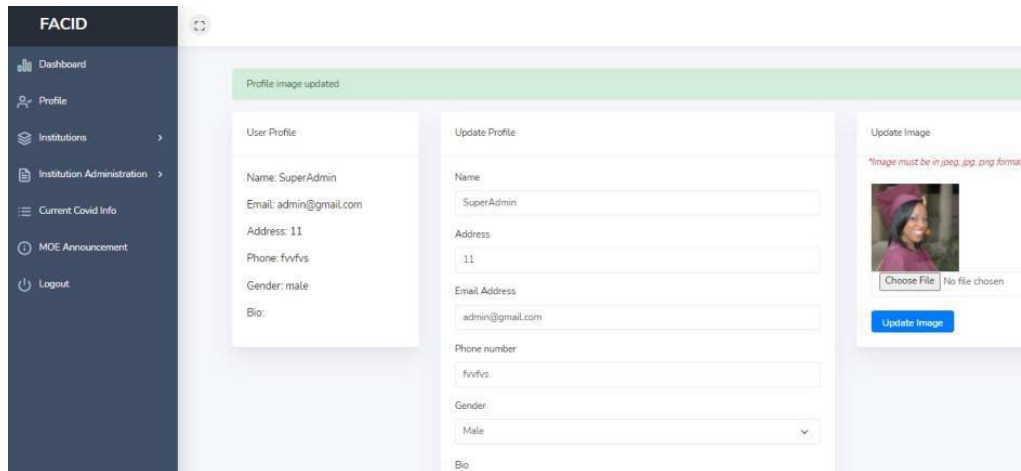 FACID
Dashboard
Profile
Institutions
Institution Administration
Current Covid Info
MOE Announcement
Logout
Profile image updated
User Profile
Name: SuperAdmin
Email: admin@gmail.com
Address: 11
Phone: fvvfvs
Gender: male
Bio:
Update Profile
Name
SuperAdmin
Address
11
Email Address
admin@gmail.com
Phone number
fvvfvs
Gender
Male
Bio
Update Image
*Image must be in jpeg, jpg, png format
Choose File No file chosen
Update Image